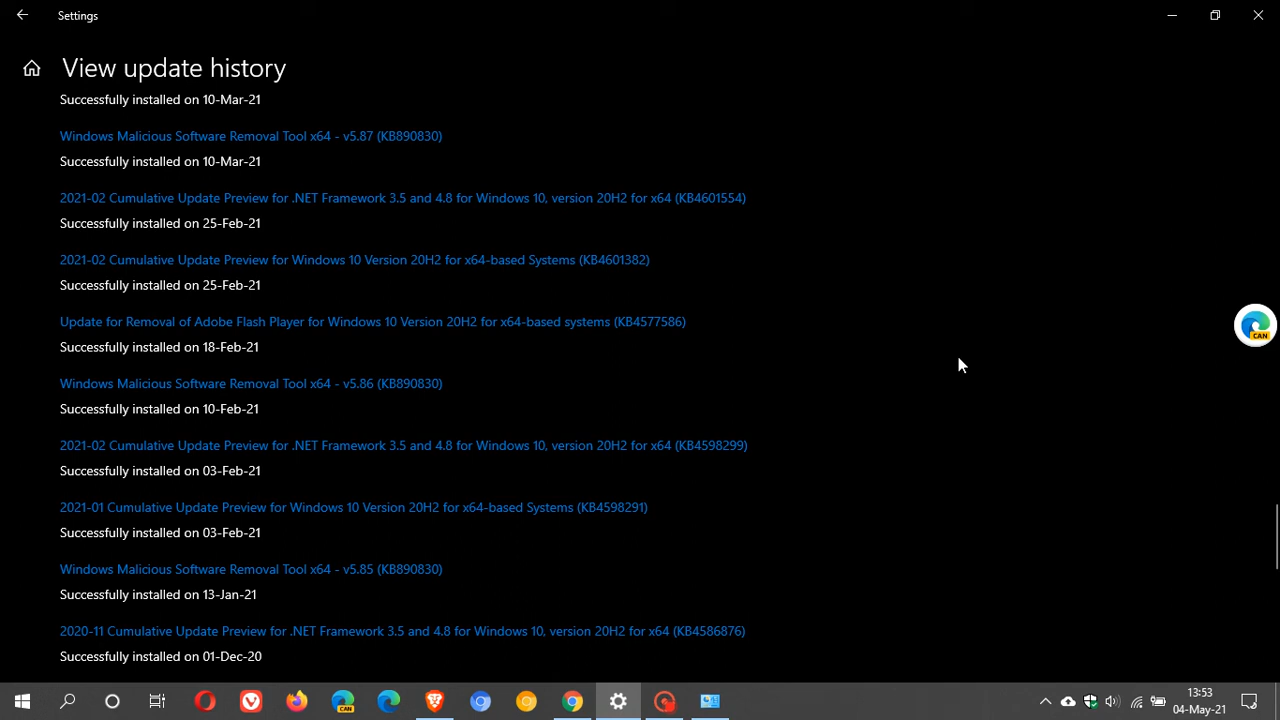 Settings
View update history
Successfully installed on 10-Mar-21
Windows Malicious Software Removal Tool x64 - v5.87 (KB890830)
Successfully installed on 10-Mar-21
2021-02 Cumulative Update Preview for .NET Framework 3.5 and 4.8 for Windows 10, version 20H2 for x64 (KB4601554)
Successfully installed on 25-Feb-21
2021-02 Cumulative Update Preview for Windows 10 Version 20H2 for x64-based Systems (KB4601382)
Successfully installed on 25-Feb-21
Update for Removal of Adobe Flash Player for Windows 10 Version 20H2 for x64-based systems (KB4577586)
Successfully installed on 18-Feb-21
Windows Malicious Software Removal Tool x64 - v5.86 (KB890830)
Successfully installed on 10-Feb-21
2021-02 Cumulative Update Preview for .NET Framework 3.5 and 4.8 for Windows 10, version 20H2 for x64 (KB4598299)
Successfully installed on 03-Feb-21
2021-01 Cumulative Update Preview for Windows 10 Version 20H2 for x64-based Systems (KB4598291)
Successfully installed on 03-Feb-21
Windows Malicious Software Removal Tool x64 - v5.85 (KB890830)
Successfully installed on 13-Jan-21
2020-11 Cumulative Update Preview for .NET Framework 3.5 and 4.8 for Windows 10, version 20H2 for x64 (KB4586876)
Successfully installed on 01-Dec-20
CAN
CAN
13:53
04-May-21